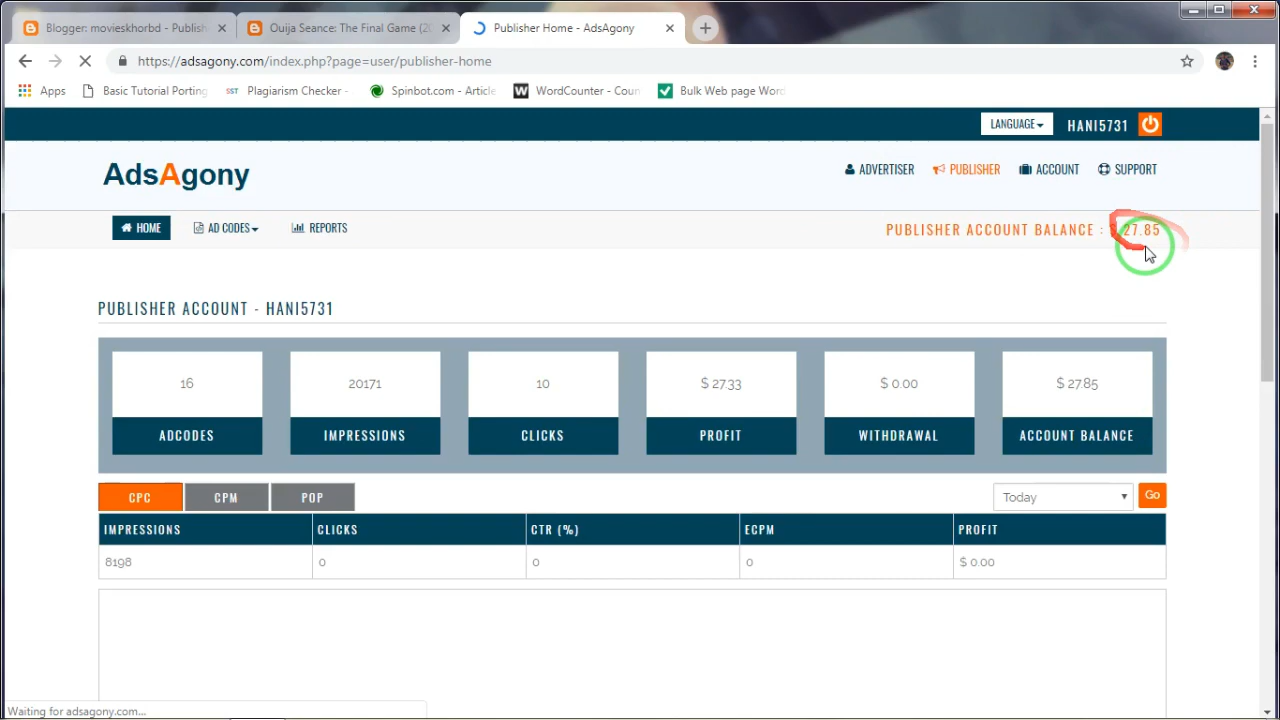 Blogger: movieskhorbd - Publish
Ouija Seance: The Final Game (20
Publisher Home - AdsAgony
https://adsagony.com/index.php?page=user/publisher-home
Apps
Basic Tutorial Porting
SST
Plagiarism Checker -
Spinbot.com - Article
W
WordCounter - Coun
Bulk Web page Word
LANGUAGE
HANI5731
AdsAgony
ADVERTISER
PUBLISHER
ACCOUNT
SUPPORT
HOME
AD CODES
REPORTS
PUBLISHER ACCOUNT BALANCE : $ 27.85
PUBLISHER ACCOUNT - HANI5731
16
20171
10
$ 27.33
$ 0.00
$ 27.85
ADCODES
IMPRESSIONS
CLICKS
PROFIT
WITHDRAWAL
ACCOUNT BALANCE
CPC
CPM
POP
Today
Go
IMPRESSIONS
CLICKS
CTR (%)
ECPM
PROFIT
8198
0
0
0
$ 0.00
Waiting for adsagony.com...